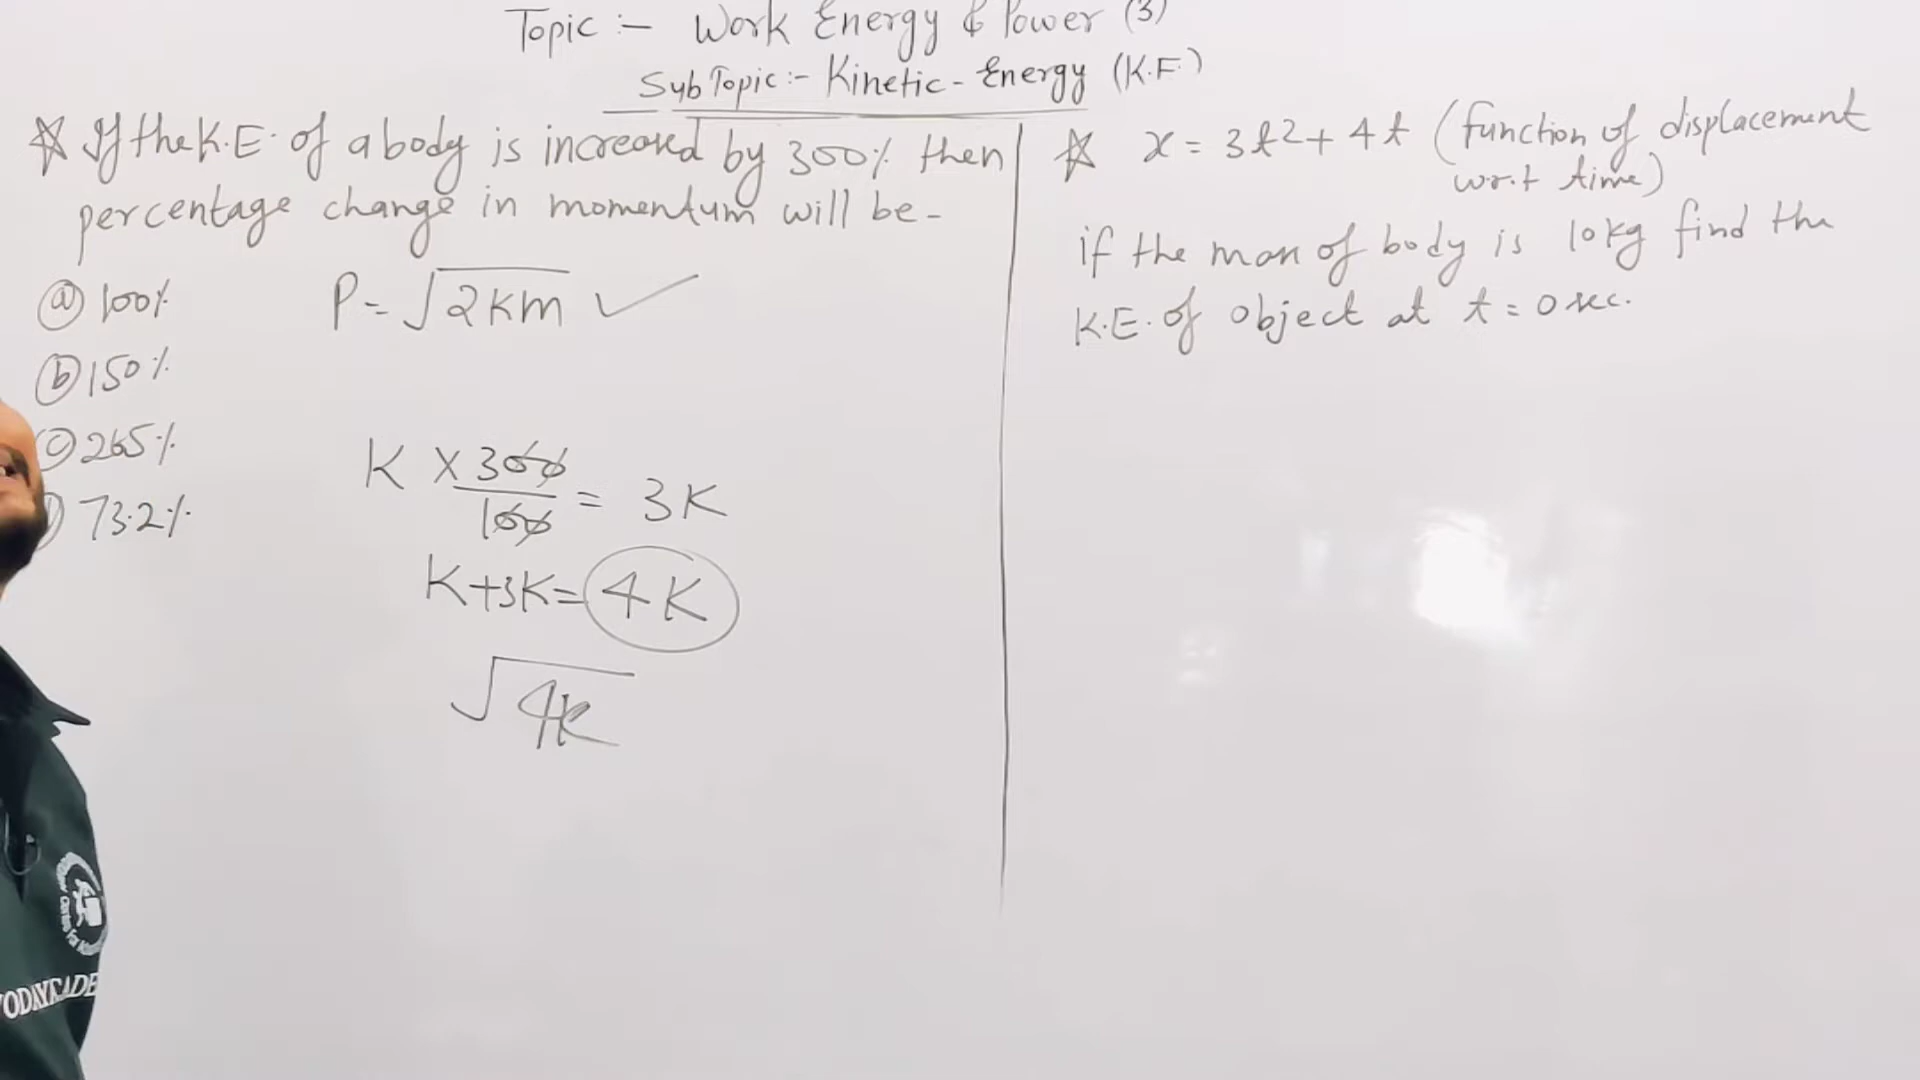 Topic :- Work Energy & Power (3)
Sub Topic :- Kinetic - Energy (K.E.)
☆ If the K.E. of a body is increased by 300% then
percentage change in momentum will be -
ⓐ 100%
ⓑ 150%
ⓒ 265%
73.2%
P = √2km ✓
K × 300/100 = 3K
K+3K = 4K
√4K
☆ x = 3t²+4t (function of displacement
w.r.t time)
if the mass of body is 10kg find the
K.E. of object at t = 0 sec.